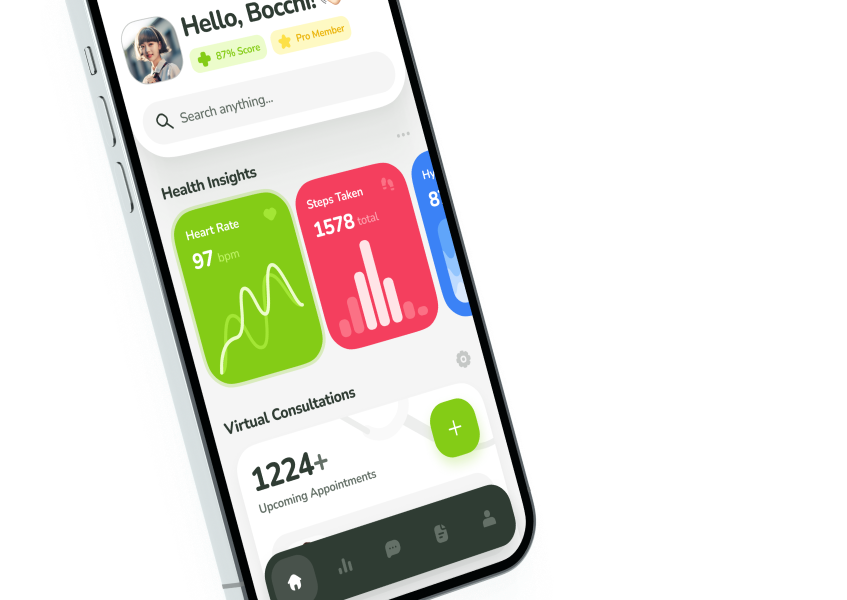 Hello, Bocchi! 👋🏻
87% Score
Pro Member
Search anything...
Health Insights
Heart Rate
97 bpm
Steps Taken
1578 total
Hy
8
Virtual Consultations
1224+
Upcoming Appointments